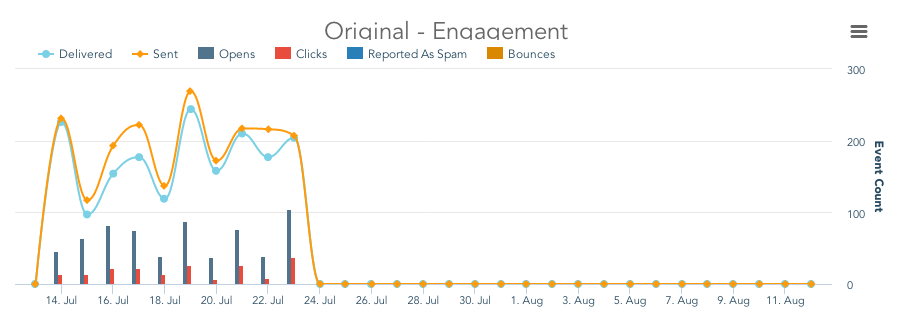 Original - Engagement
Delivered Sent Opens Clicks Reported As Spam Bounces
300
200
100
0
Event Count
14. Jul 16. Jul 18. Jul 20. Jul 22. Jul 24. Jul 26. Jul 28. Jul 30. Jul 1. Aug 3. Aug 5. Aug 7. Aug 9. Aug 11. Aug